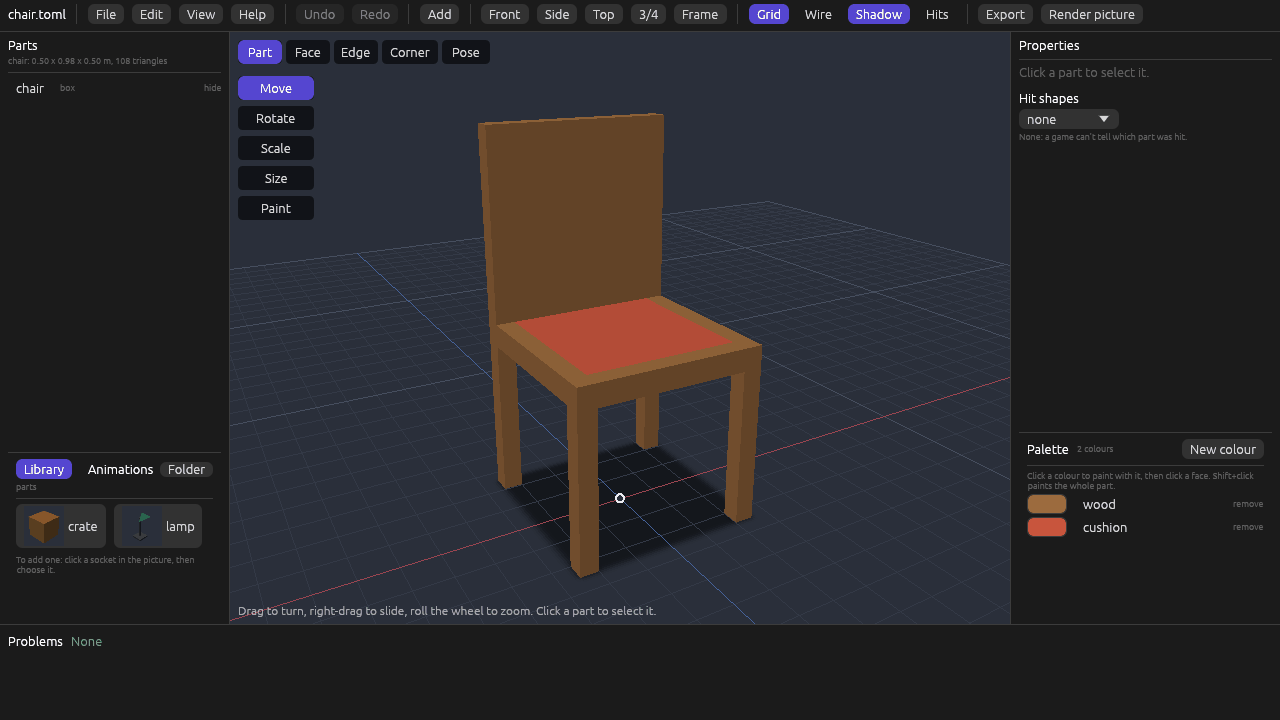 chair.toml File Edit View Help Undo Redo Add Front Side Top 3/4 Frame Grid Wire Shadow Hits Export Render picture
Parts
chair: 0.50 x 0.98 x 0.50 m, 108 triangles
chair box hide
Part Face Edge Corner Pose
Move
Rotate
Scale
Size
Paint
Drag to turn, right-drag to slide, roll the wheel to zoom. Click a part to select it.
Library Animations Folder
parts
crate lamp
To add one: click a socket in the picture, then
choose it.
Properties
Click a part to select it.
Hit shapes
none
None: a game can't tell which part was hit.
Palette 2 colours New colour
Click a colour to paint with it, then click a face. Shift+click
paints the whole part.
wood remove
cushion remove
Problems None